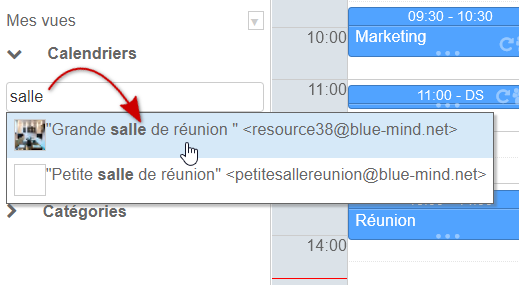 Mes vues
Calendriers
salle
"Grande salle de réunion " <resource38@blue-mind.net>
"Petite salle de réunion" <petitesallereunion@blue-mind.net>
Catégories
09:30 - 10:30
10:00
Marketing
11:00
11:00 - DS
Réunion
14:00